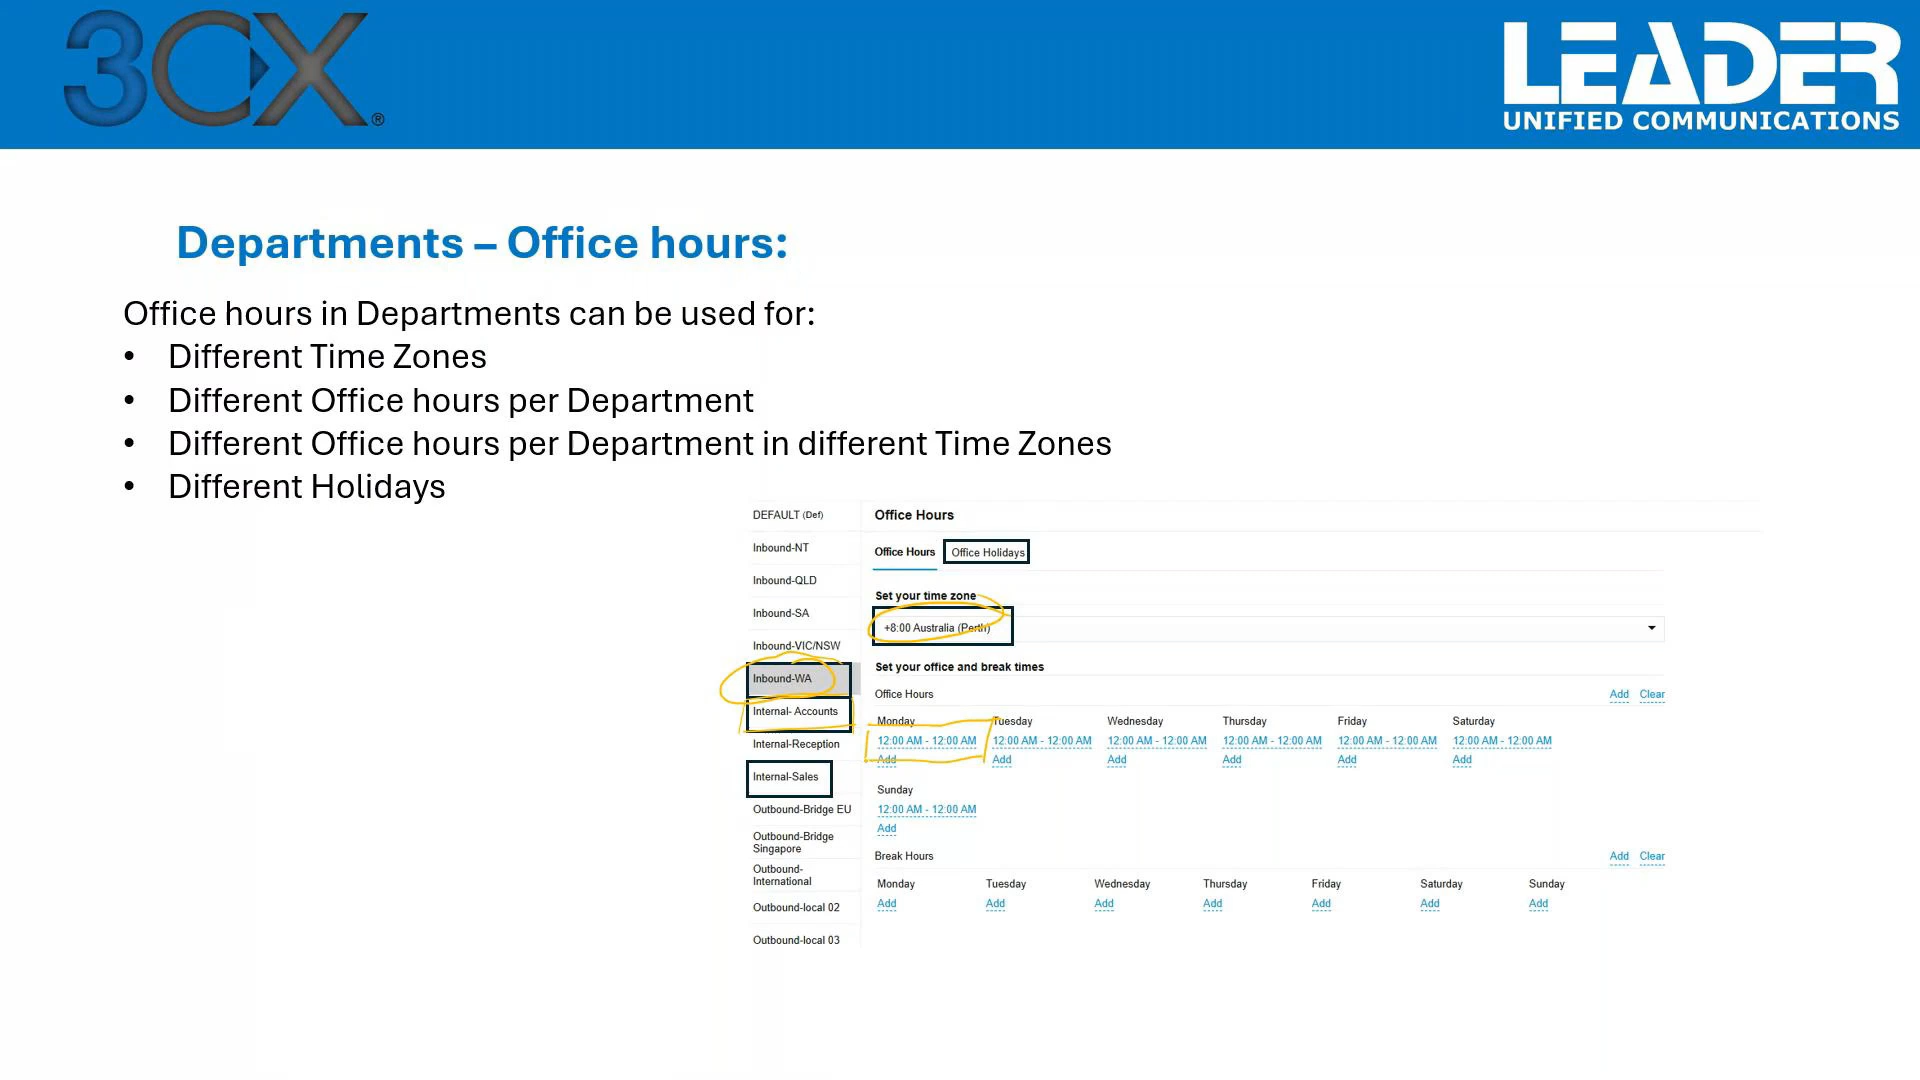 3CX®
LEADER
UNIFIED COMMUNICATIONS
Departments – Office hours:
Office hours in Departments can be used for:
• Different Time Zones
• Different Office hours per Department
• Different Office hours per Department in different Time Zones
• Different Holidays
DEFAULT (Def)
Inbound-NT
Inbound-QLD
Inbound-SA
Inbound-VIC/NSW
Inbound-WA
Internal- Accounts
Internal-Reception
Internal-Sales
Outbound-Bridge EU
Outbound-Bridge
Singapore
Outbound-
International
Outbound-local 02
Outbound-local 03
Office Hours
Office Hours Office Holidays
Set your time zone
+8:00 Australia (Perth)
Set your office and break times
Office Hours Add Clear
Monday Tuesday Wednesday Thursday Friday Saturday
12:00 AM - 12:00 AM 12:00 AM - 12:00 AM 12:00 AM - 12:00 AM 12:00 AM - 12:00 AM 12:00 AM - 12:00 AM 12:00 AM - 12:00 AM
Add Add Add Add Add Add
Sunday
12:00 AM - 12:00 AM
Add
Break Hours Add Clear
Monday Tuesday Wednesday Thursday Friday Saturday Sunday
Add Add Add Add Add Add Add